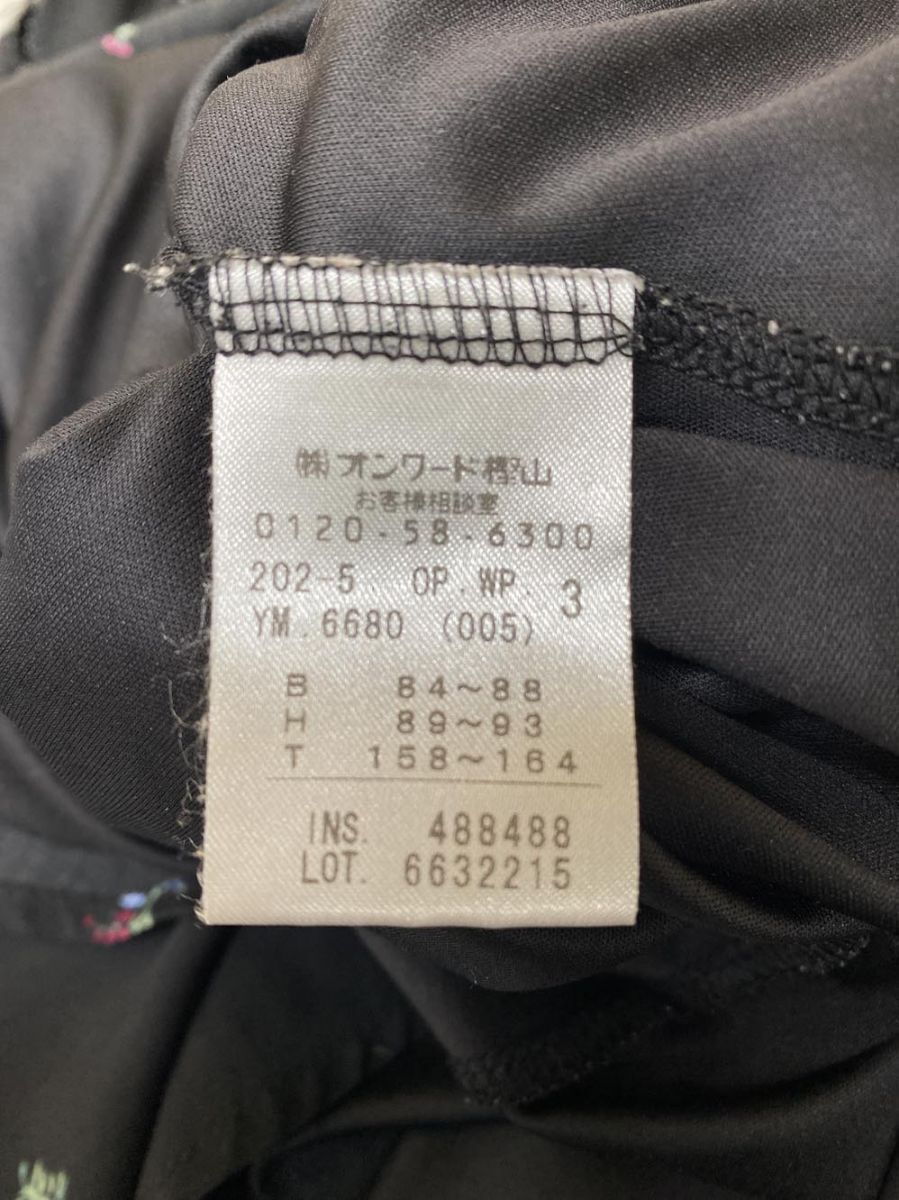 ㈱オンワード樫山
お客様相談室
0120-58-6300
202-5 OP.WP. 3
YM.6680 (005)
B 84～88
H 89～93
T 158～164
INS. 488488
LOT. 6632215